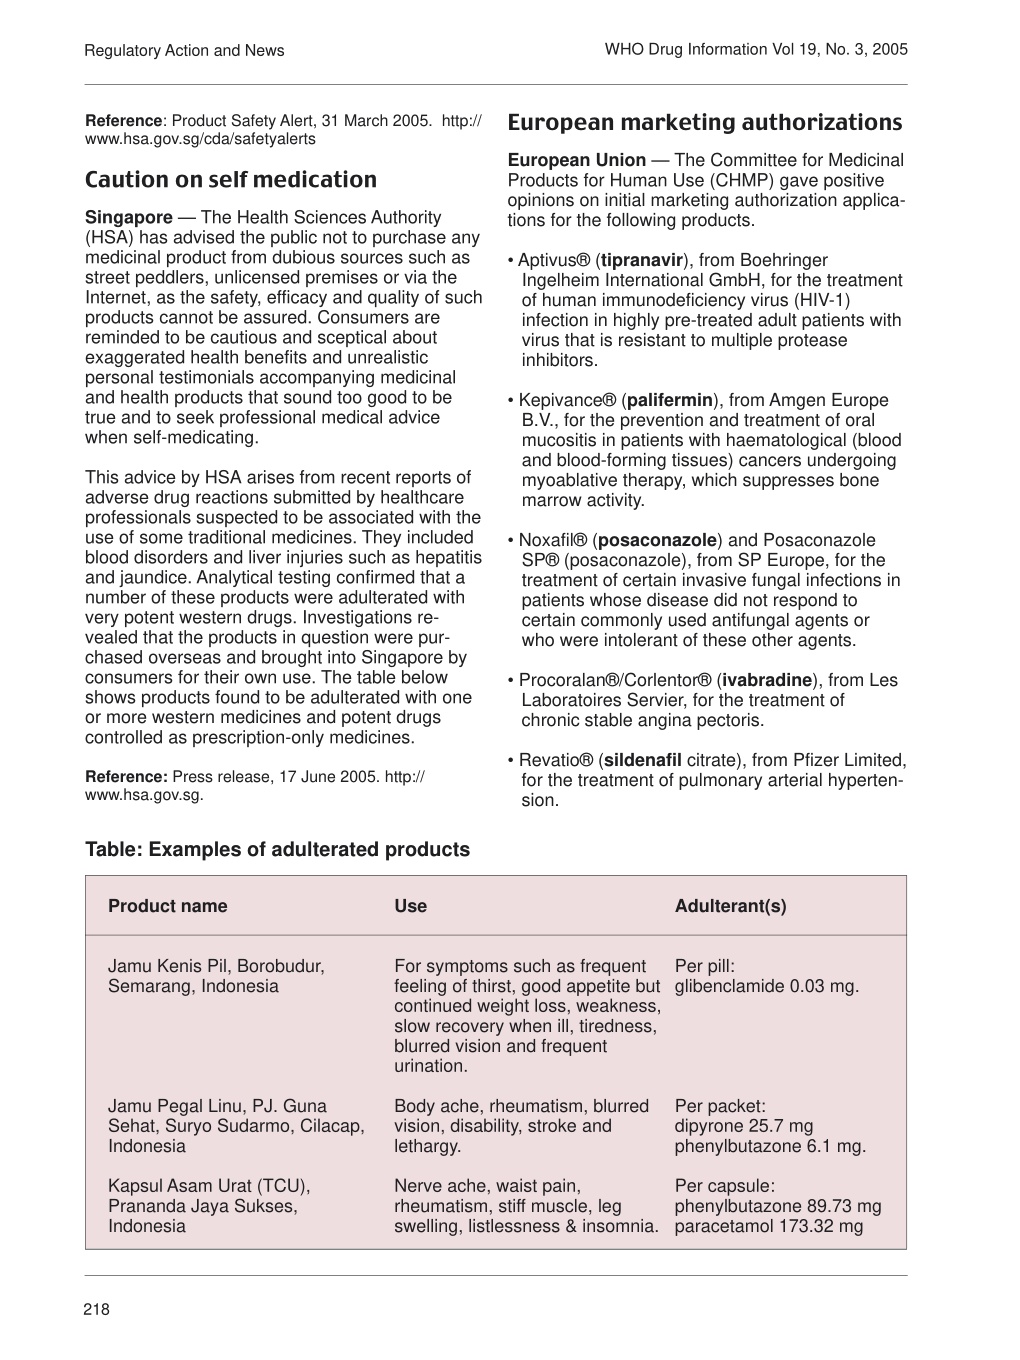 Regulatory Action and News
WHO Drug Information Vol 19, No. 3, 2005
Reference: Product Safety Alert, 31 March 2005.  http://
www.hsa.gov.sg/cda/safetyalerts
Caution on self medication
Singapore — The Health Sciences Authority
(HSA) has advised the public not to purchase any
medicinal product from dubious sources such as
street peddlers, unlicensed premises or via the
Internet, as the safety, efficacy and quality of such
products cannot be assured. Consumers are
reminded to be cautious and sceptical about
exaggerated health benefits and unrealistic
personal testimonials accompanying medicinal
and health products that sound too good to be
true and to seek professional medical advice
when self-medicating.
This advice by HSA arises from recent reports of
adverse drug reactions submitted by healthcare
professionals suspected to be associated with the
use of some traditional medicines. They included
blood disorders and liver injuries such as hepatitis
and jaundice. Analytical testing confirmed that a
number of these products were adulterated with
very potent western drugs. Investigations re-
vealed that the products in question were pur-
chased overseas and brought into Singapore by
consumers for their own use. The table below
shows products found to be adulterated with one
or more western medicines and potent drugs
controlled as prescription-only medicines.
Reference: Press release, 17 June 2005. http://
www.hsa.gov.sg.
European marketing authorizations
European Union — The Committee for Medicinal
Products for Human Use (CHMP) gave positive
opinions on initial marketing authorization applica-
tions for the following products.
• Aptivus® (tipranavir), from Boehringer
Ingelheim International GmbH, for the treatment
of human immunodeficiency virus (HIV-1)
infection in highly pre-treated adult patients with
virus that is resistant to multiple protease
inhibitors.
• Kepivance® (palifermin), from Amgen Europe
B.V., for the prevention and treatment of oral
mucositis in patients with haematological (blood
and blood-forming tissues) cancers undergoing
myoablative therapy, which suppresses bone
marrow activity.
• Noxafil® (posaconazole) and Posaconazole
SP® (posaconazole), from SP Europe, for the
treatment of certain invasive fungal infections in
patients whose disease did not respond to
certain commonly used antifungal agents or
who were intolerant of these other agents.
• Procoralan®/Corlentor® (ivabradine), from Les
Laboratoires Servier, for the treatment of
chronic stable angina pectoris.
• Revatio® (sildenafil citrate), from Pfizer Limited,
for the treatment of pulmonary arterial hyperten-
sion.
Table: Examples of adulterated products
Product name
Use
Adulterant(s)
Jamu Kenis Pil, Borobudur,
Semarang, Indonesia
For symptoms such as frequent
feeling of thirst, good appetite but
continued weight loss, weakness,
slow recovery when ill, tiredness,
blurred vision and frequent
urination.
Per pill:
glibenclamide 0.03 mg.
Jamu Pegal Linu, PJ. Guna
Sehat, Suryo Sudarmo, Cilacap,
Indonesia
Body ache, rheumatism, blurred
vision, disability, stroke and
lethargy.
Per packet:
dipyrone 25.7 mg
phenylbutazone 6.1 mg.
Kapsul Asam Urat (TCU),
Prananda Jaya Sukses,
Indonesia
Nerve ache, waist pain,
rheumatism, stiff muscle, leg
swelling, listlessness & insomnia.
Per capsule:
phenylbutazone 89.73 mg
paracetamol 173.32 mg
218